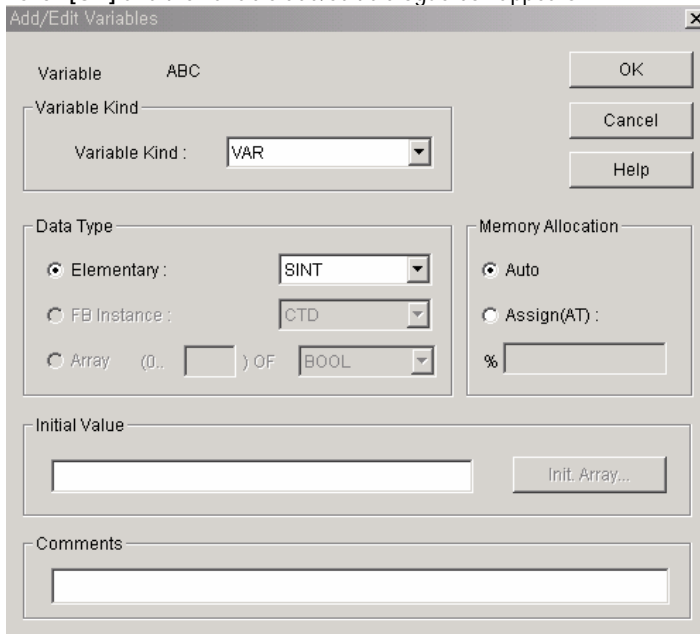 Add/Edit Variables
Variable ABC
OK
Variable Kind
Cancel
Variable Kind : VAR
Help
Data Type
Memory Allocation
Elementary : SINT
Auto
FB Instance : CTD
Assign(AT) :
Array (0.. ) OF BOOL
%
Initial Value
Init. Array...
Comments